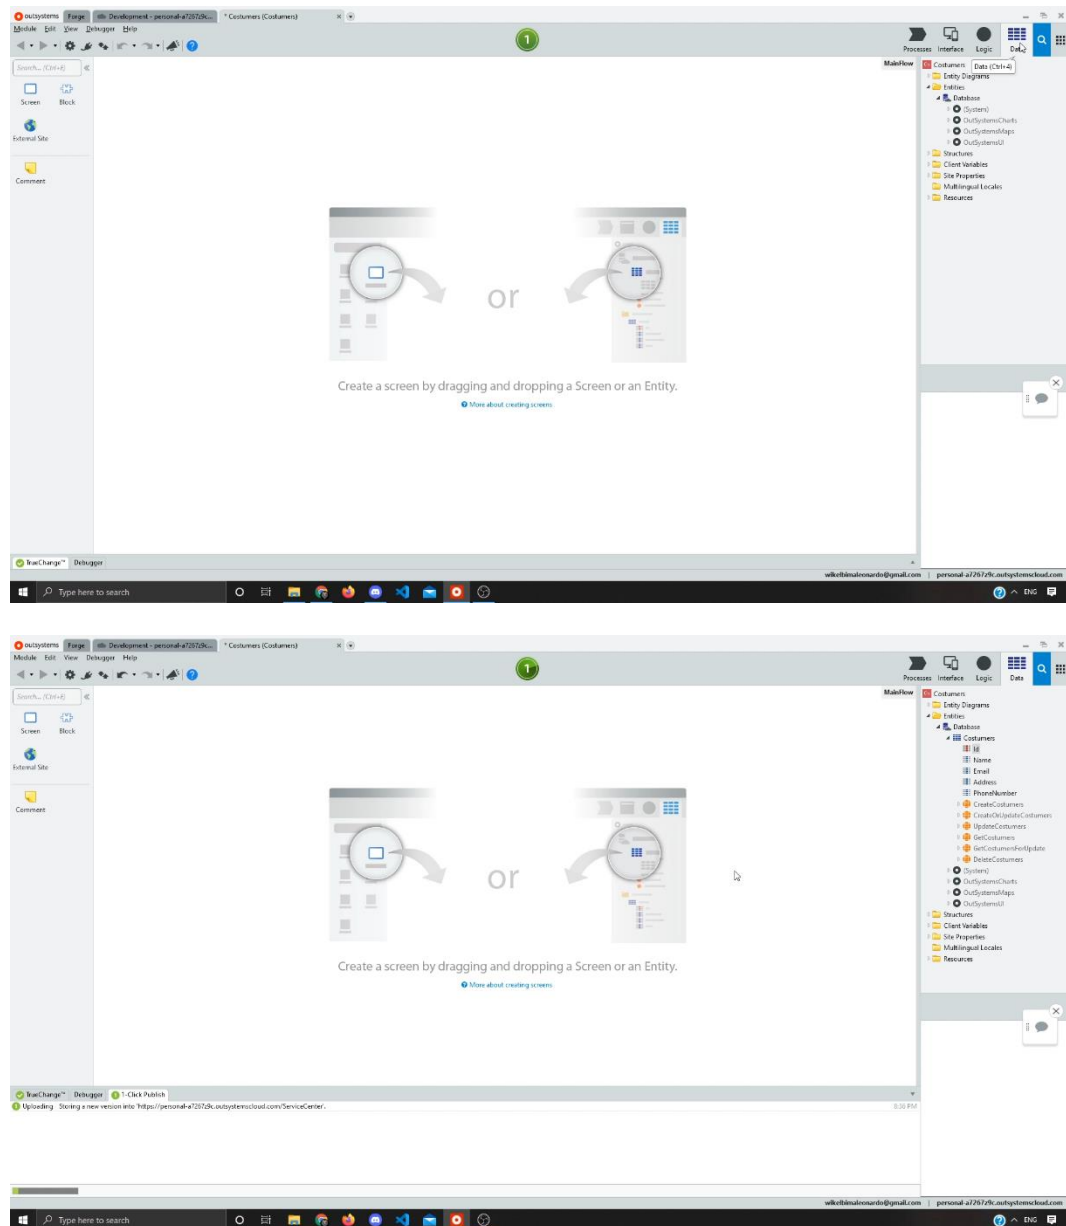 outsystems Forge Development - personal-a7267z9c... * Costumers (Costumers)
Module Edit View Debugger Help
1
Processes Interface Logic Data
Data (Ctrl+4)
Search... (Ctrl+E)
Screen Block
External Site
Comment
MainFlow
Costumers
Entity Diagrams
Entities
Database
(System)
OutSystemsCharts
OutSystemsMaps
OutSystemsUI
Structures
Client Variables
Site Properties
Multilingual Locales
Resources
or
Create a screen by dragging and dropping a Screen or an Entity.
More about creating screens
TrueChange™ Debugger
wikelbimaleonardo@gmail.com | personal-a7267z9c.outsystemscloud.com
Type here to search
ENG
outsystems Forge Development - personal-a7267z9c... * Costumers (Costumers)
Module Edit View Debugger Help
1
Processes Interface Logic Data
Search... (Ctrl+E)
Screen Block
External Site
Comment
MainFlow
Costumers
Entity Diagrams
Entities
Database
Costumers
Id
Name
Email
Address
PhoneNumber
CreateCostumers
CreateOrUpdateCostumers
UpdateCostumers
GetCostumers
GetCostumersForUpdate
DeleteCostumers
(System)
OutSystemsCharts
OutSystemsMaps
OutSystemsUI
Structures
Client Variables
Site Properties
Multilingual Locales
Resources
or
Create a screen by dragging and dropping a Screen or an Entity.
More about creating screens
TrueChange™ Debugger 1-Click Publish
Uploading Storing a new version into 'https://personal-a7267z9c.outsystemscloud.com/ServiceCenter'.
wikelbimaleonardo@gmail.com | personal-a7267z9c.outsystemscloud.com
Type here to search
ENG